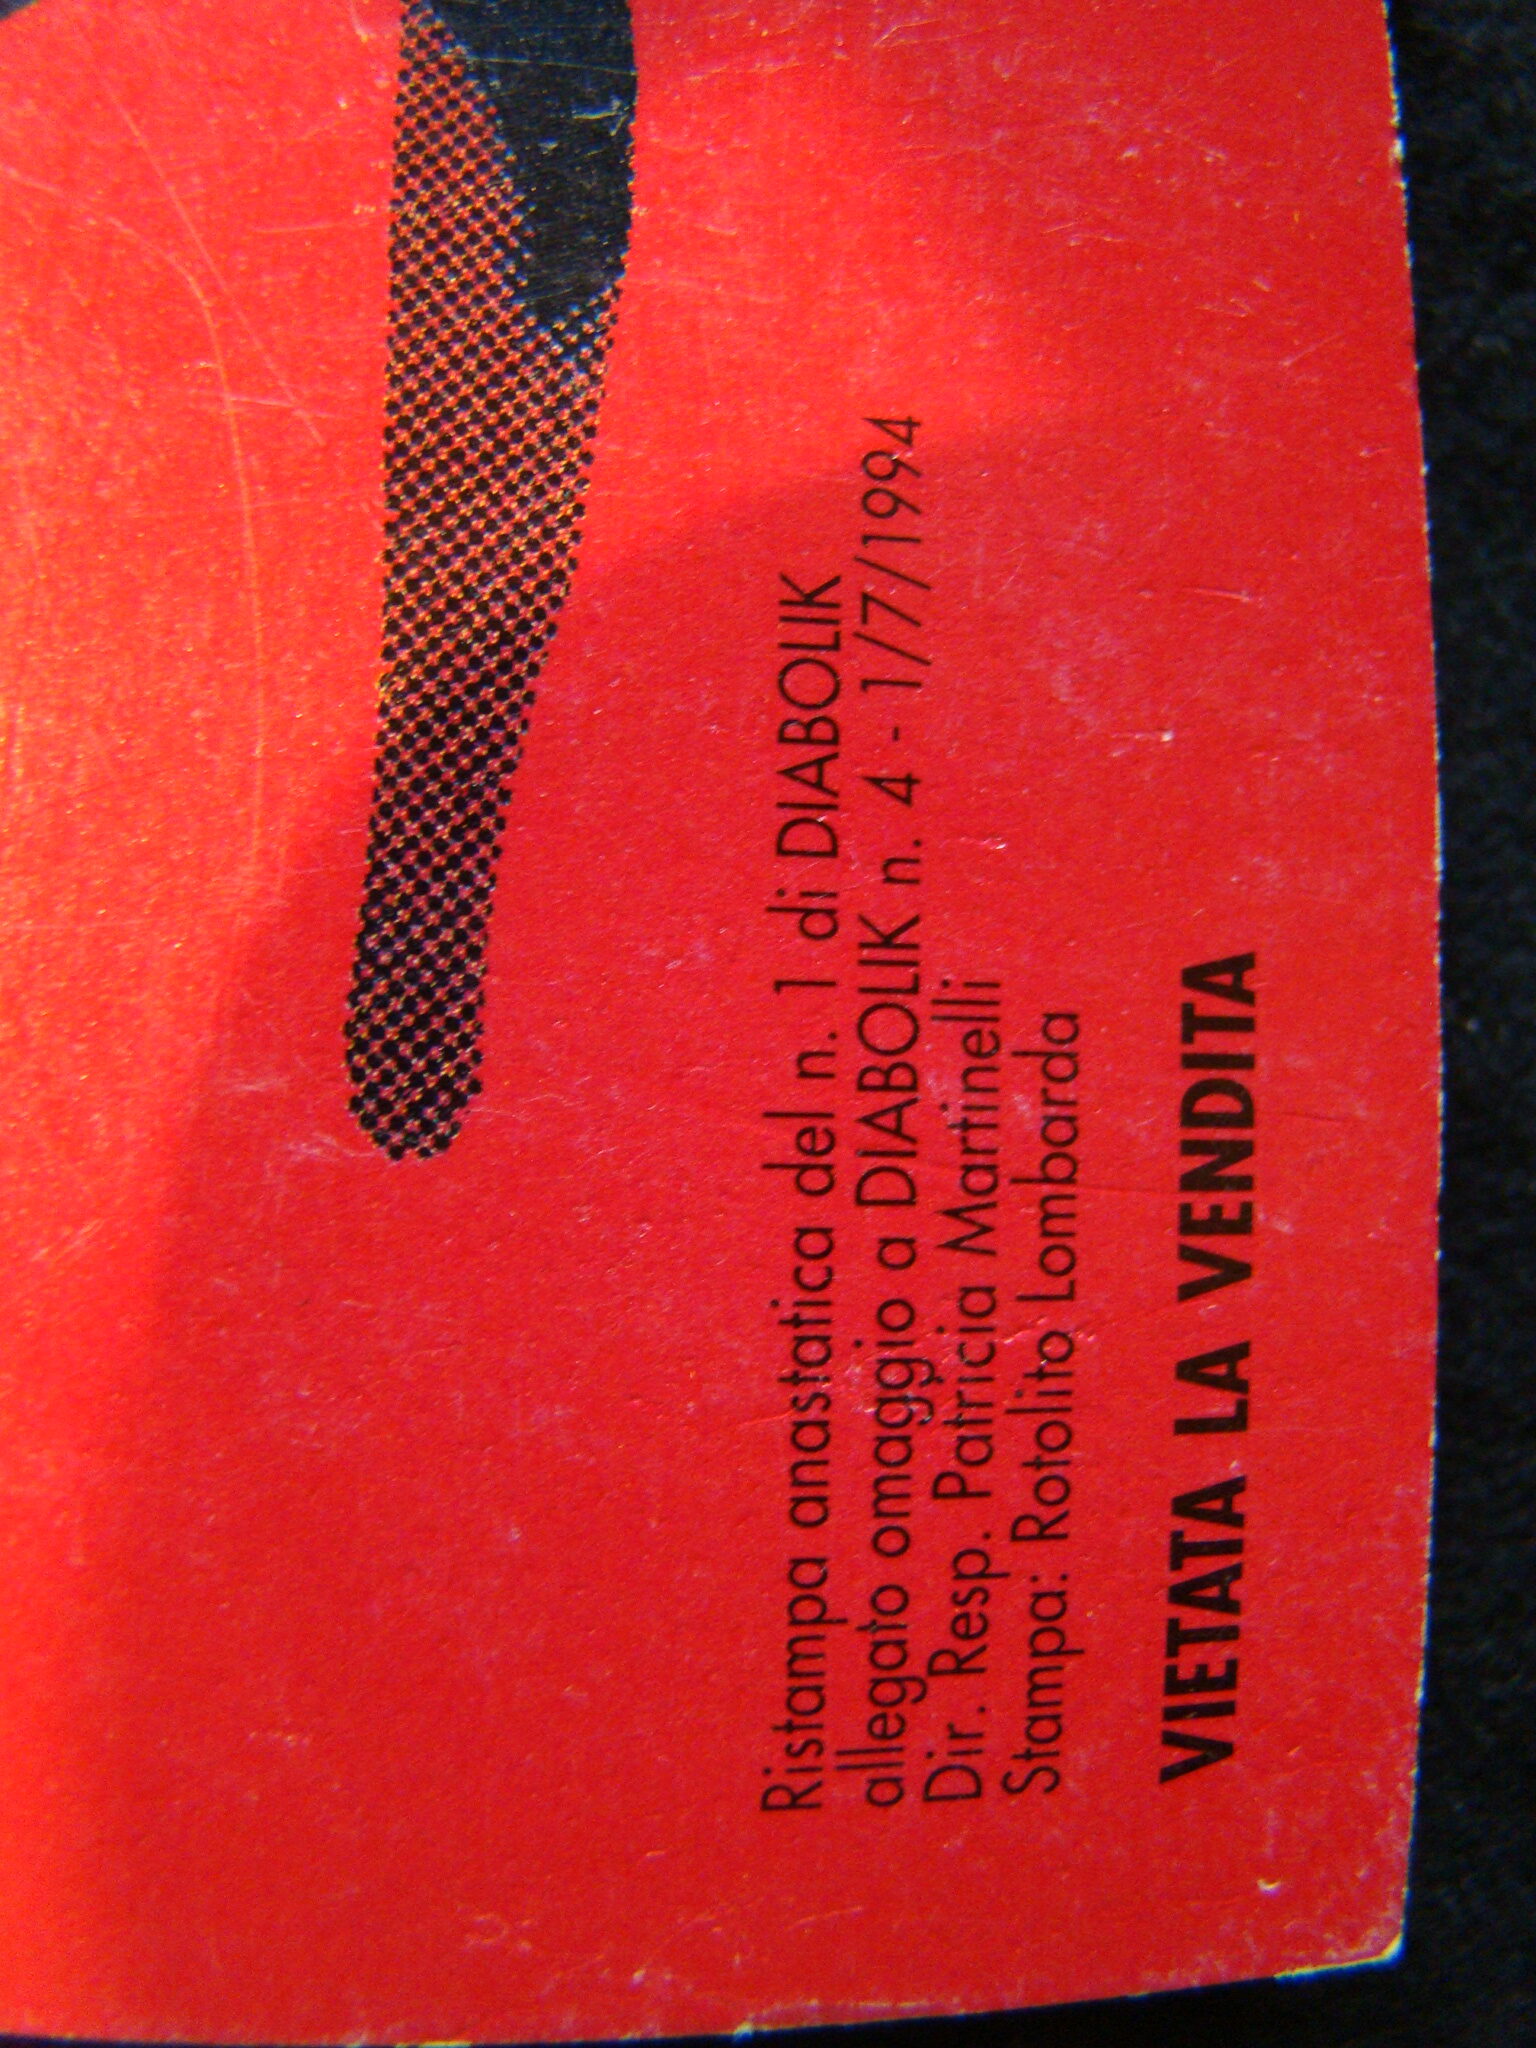 Ristampa anastatica del n. 1 di DIABOLIK
allegato omaggio a DIABOLIK n. 4 - 1/7/1994
Dir. Resp. Patricia Martinelli
Stampa: Rotolito Lombarda
VIETATA LA VENDITA